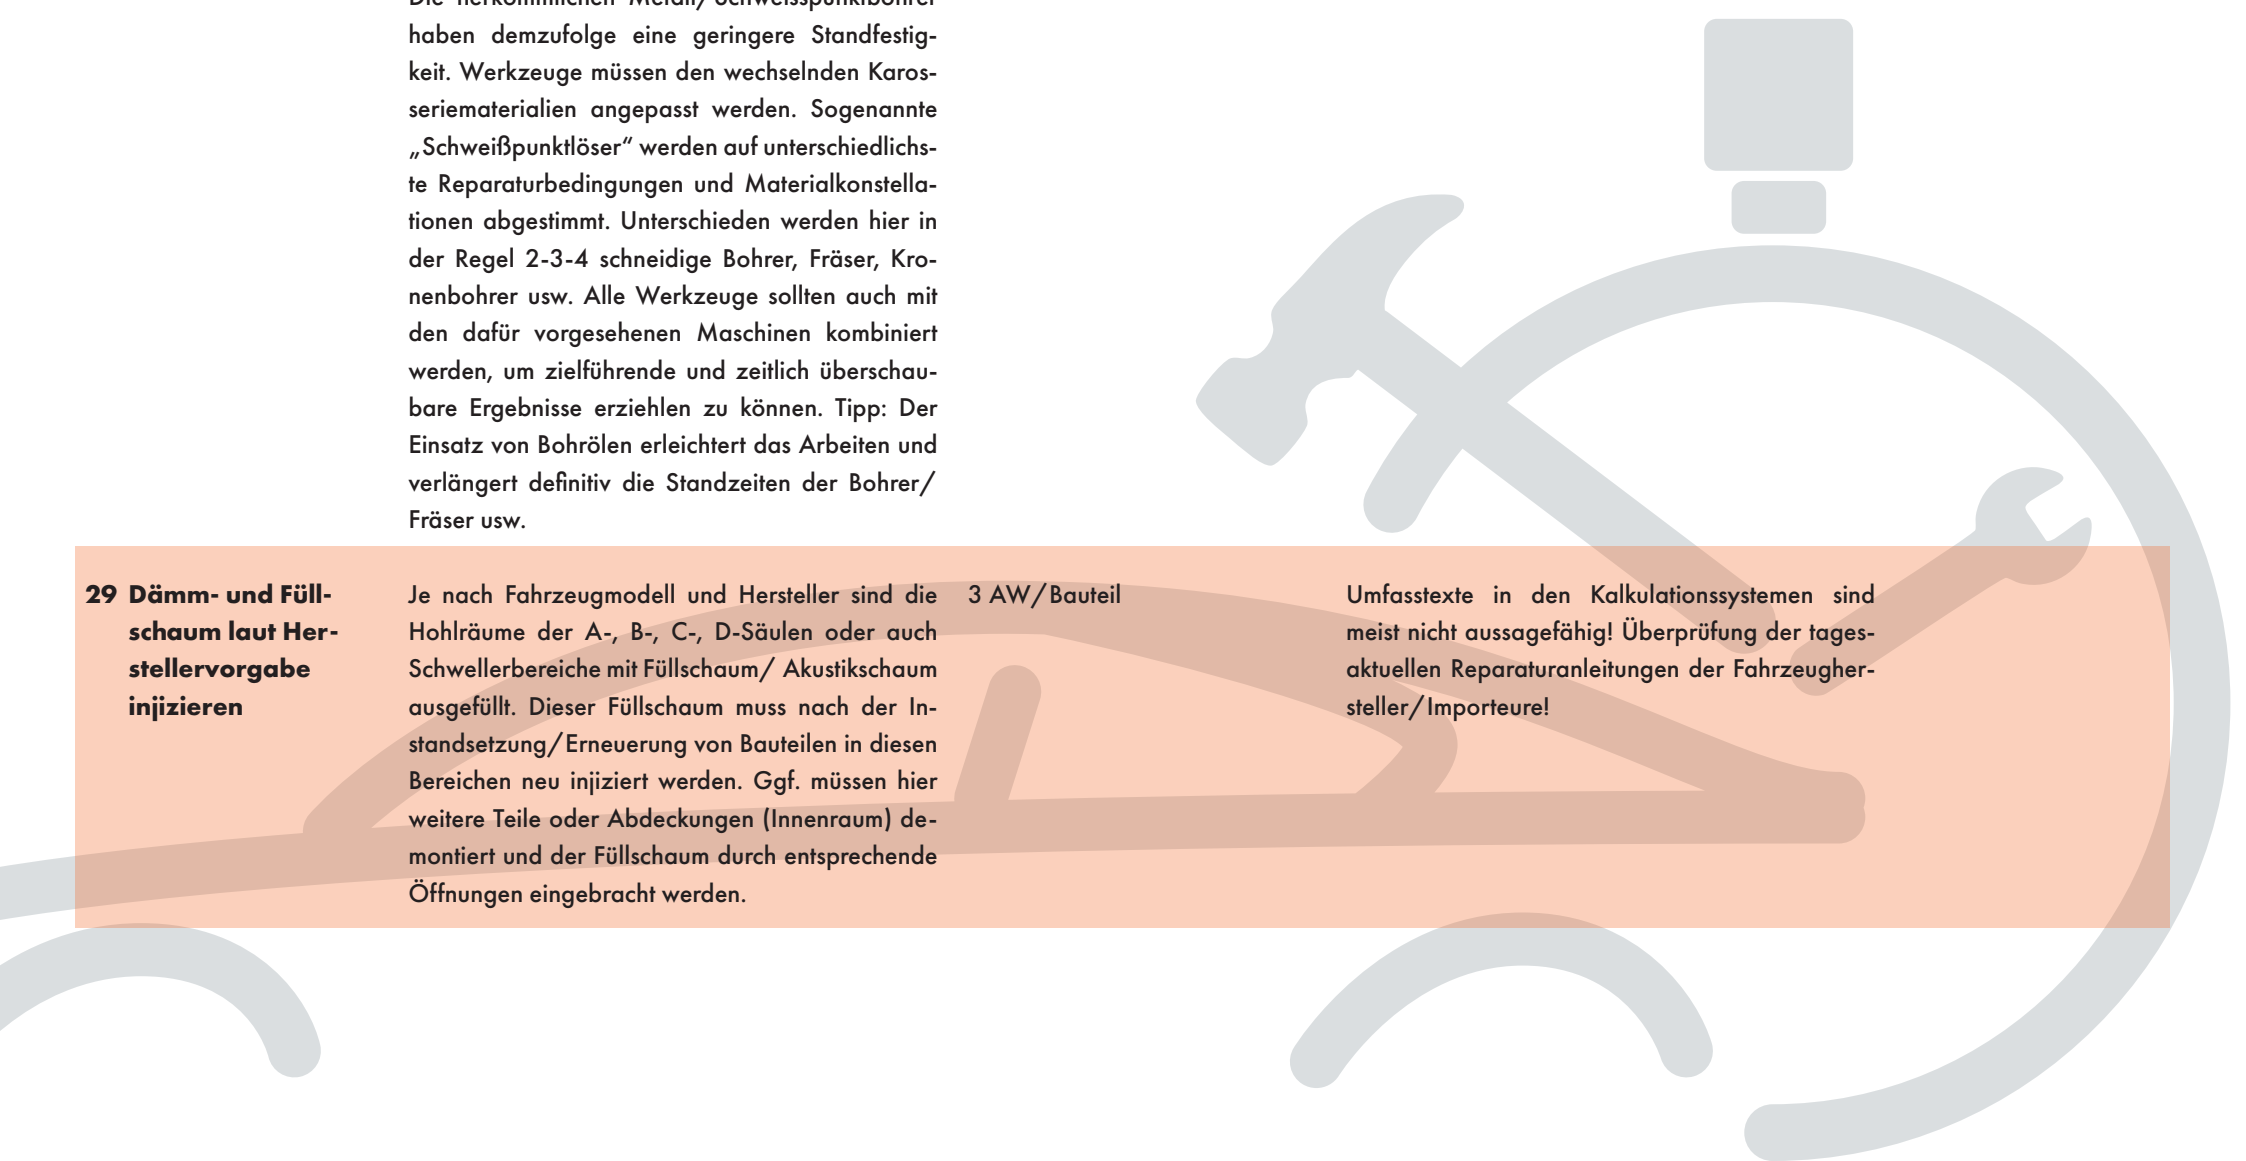 Die herkömmlichen Metall/Schweisspunktbohrer
haben demzufolge eine geringere Standfestig-
keit. Werkzeuge müssen den wechselnden Karos-
seriematerialien angepasst werden. Sogenannte
„Schweißpunktlöser“ werden auf unterschiedlichs-
te Reparaturbedingungen und Materialkonstella-
tionen abgestimmt. Unterschieden werden hier in
der Regel 2-3-4 schneidige Bohrer, Fräser, Kro-
nenbohrer usw. Alle Werkzeuge sollten auch mit
den dafür vorgesehenen Maschinen kombiniert
werden, um zielführende und zeitlich überschau-
bare Ergebnisse erziehlen zu können. Tipp: Der
Einsatz von Bohrölen erleichtert das Arbeiten und
verlängert definitiv die Standzeiten der Bohrer/
Fräser usw.
29 Dämm- und Füll-
schaum laut Her-
stellervorgabe
injizieren
Je nach Fahrzeugmodell und Hersteller sind die
Hohlräume der A-, B-, C-, D-Säulen oder auch
Schwellerbereiche mit Füllschaum/ Akustikschaum
ausgefüllt. Dieser Füllschaum muss nach der In-
standsetzung/Erneuerung von Bauteilen in diesen
Bereichen neu injiziert werden. Ggf. müssen hier
weitere Teile oder Abdeckungen (Innenraum) de-
montiert und der Füllschaum durch entsprechende
Öffnungen eingebracht werden.
3 AW/Bauteil
Umfasstexte in den Kalkulationssystemen sind
meist nicht aussagefähig! Überprüfung der tages-
aktuellen Reparaturanleitungen der Fahrzeugher-
steller/Importeure!